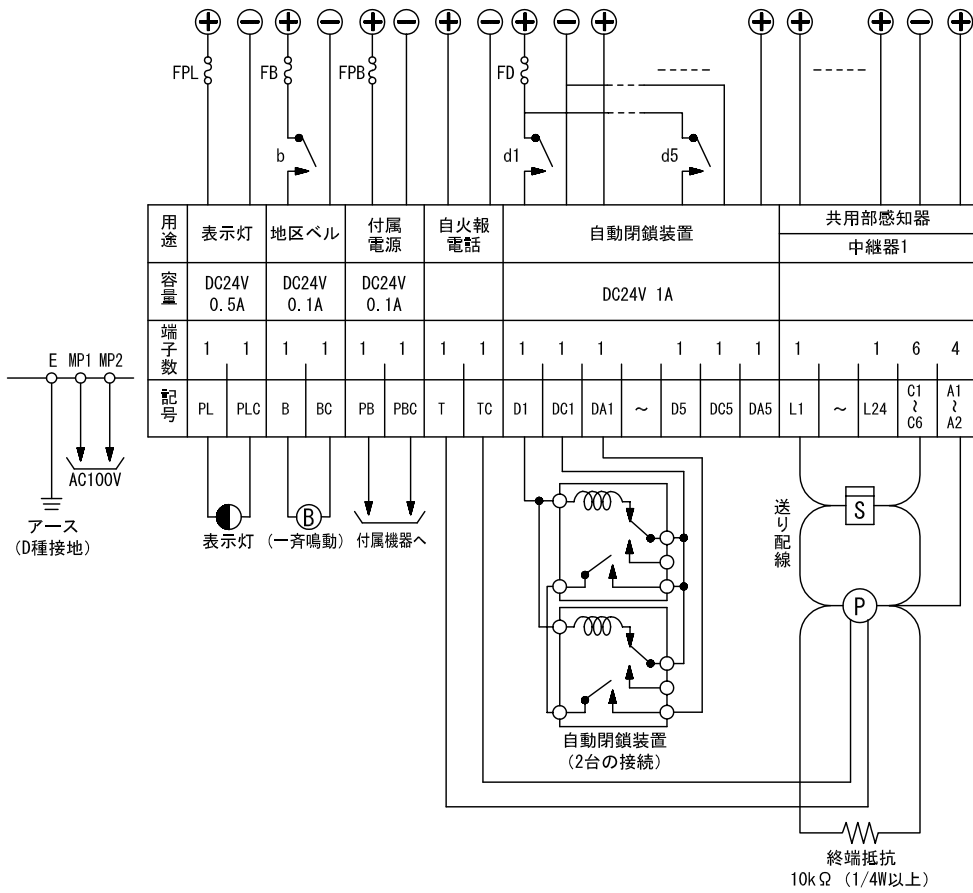 + − + − + − + − + − + + + + − +
FPL FB FPB FD
b d1 d5
用途 表示灯 地区ベル 付属電源 自火報電話 自動閉鎖装置 共用部感知器
中継器1
容量 DC24V 0.5A DC24V 0.1A DC24V 0.1A DC24V 1A
端子数 1 1 1 1 1 1 1 1 1 1 1 1 1 1 1 1 6 4
記号 PL PLC B BC PB PBC T TC D1 DC1 DA1 ～ D5 DC5 DA5 L1 ～ L24 C1～C6 A1～A2
E MP1 MP2
AC100V
アース
(D種接地)
表示灯
B
(一斉鳴動)
付属機器へ
自動閉鎖装置
(2台の接続)
送り配線
S
P
終端抵抗
10kΩ (1/4W以上)